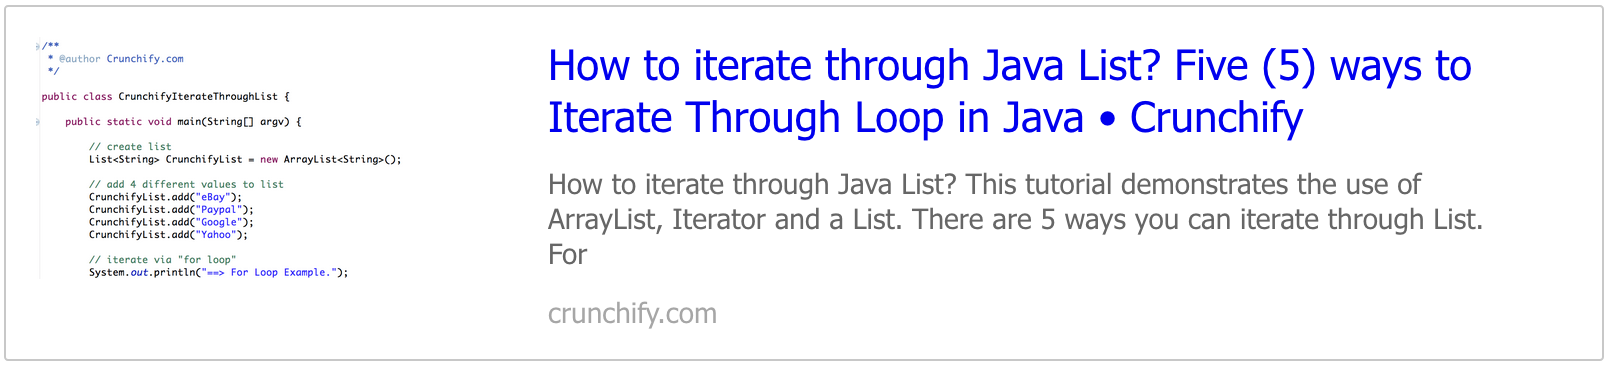 /**
* @author Crunchify.com
*/
public class CrunchifyIterateThroughList {
public static void main(String[] argv) {
// create list
List<String> CrunchifyList = new ArrayList<String>();
// add 4 different values to list
CrunchifyList.add("eBay");
CrunchifyList.add("Paypal");
CrunchifyList.add("Google");
CrunchifyList.add("Yahoo");
// iterate via "for loop"
System.out.println("==> For Loop Example.");
How to iterate through Java List? Five (5) ways to
Iterate Through Loop in Java • Crunchify
How to iterate through Java List? This tutorial demonstrates the use of
ArrayList, Iterator and a List. There are 5 ways you can iterate through List.
For
crunchify.com